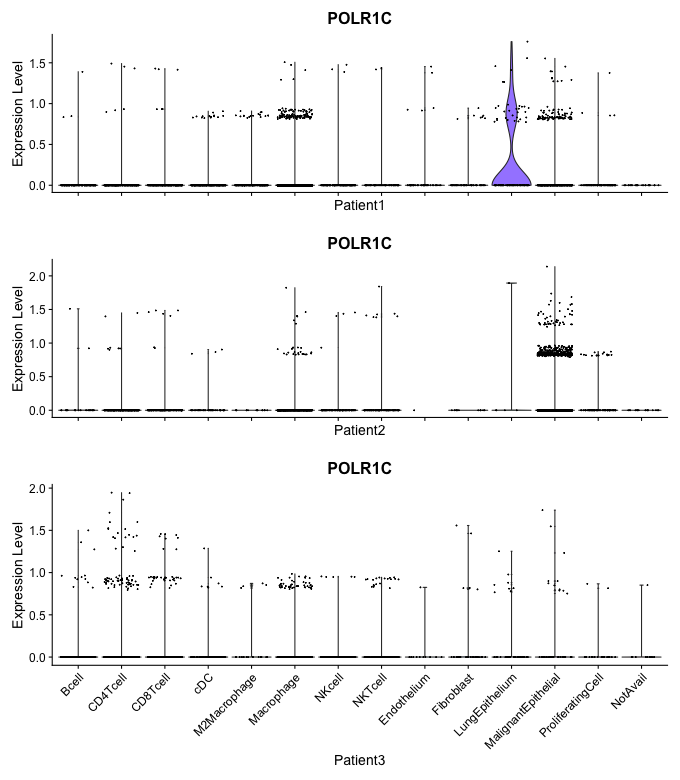 POLR1C
Expression Level
1.5
1.0
0.5
0.0
Patient1
POLR1C
Expression Level
2.0
1.5
1.0
0.5
0.0
Patient2
POLR1C
Expression Level
2.0
1.5
1.0
0.5
0.0
Bcell
CD4Tcell
CD8Tcell
cDC
M2Macrophage
Macrophage
NKcell
NKTcell
Endothelium
Fibroblast
LungEpithelium
MalignantEpithelial
ProliferatingCell
NotAvail
Patient3